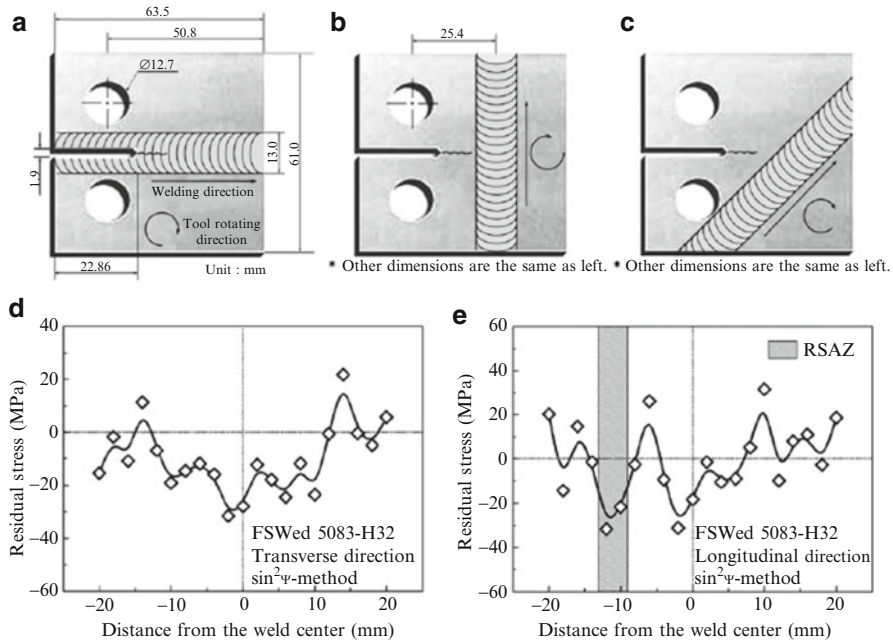 a
63.5
50.8
Ø12.7
1.9
13.0
61.0
Welding direction
Tool rotating
direction
22.86
Unit : mm
b
25.4
* Other dimensions are the same as left.
c
* Other dimensions are the same as left.
d
40
20
0
−20
−40
−60
Residual stress (MPa)
FSWed 5083-H32
Transverse direction
sin²Ψ-method
−20
−10
0
10
20
Distance from the weld center (mm)
e
60
40
20
0
−20
−40
−60
Residual stress (MPa)
RSAZ
FSWed 5083-H32
Longitudinal direction
sin²Ψ-method
−20
−10
0
10
20
Distance from the weld center (mm)